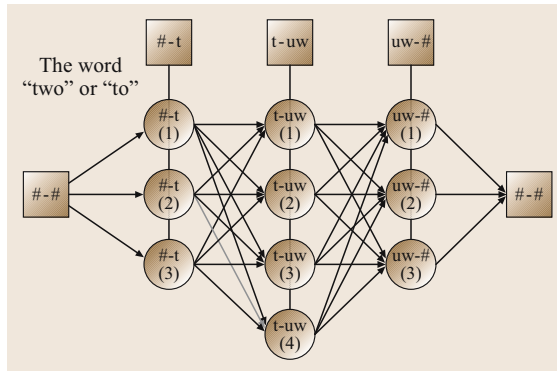 #-t
t-uw
uw-#
The word
“two” or “to”
#-t
(1)
t-uw
(1)
uw-#
(1)
#-#
#-t
(2)
t-uw
(2)
uw-#
(2)
#-#
#-t
(3)
t-uw
(3)
uw-#
(3)
t-uw
(4)